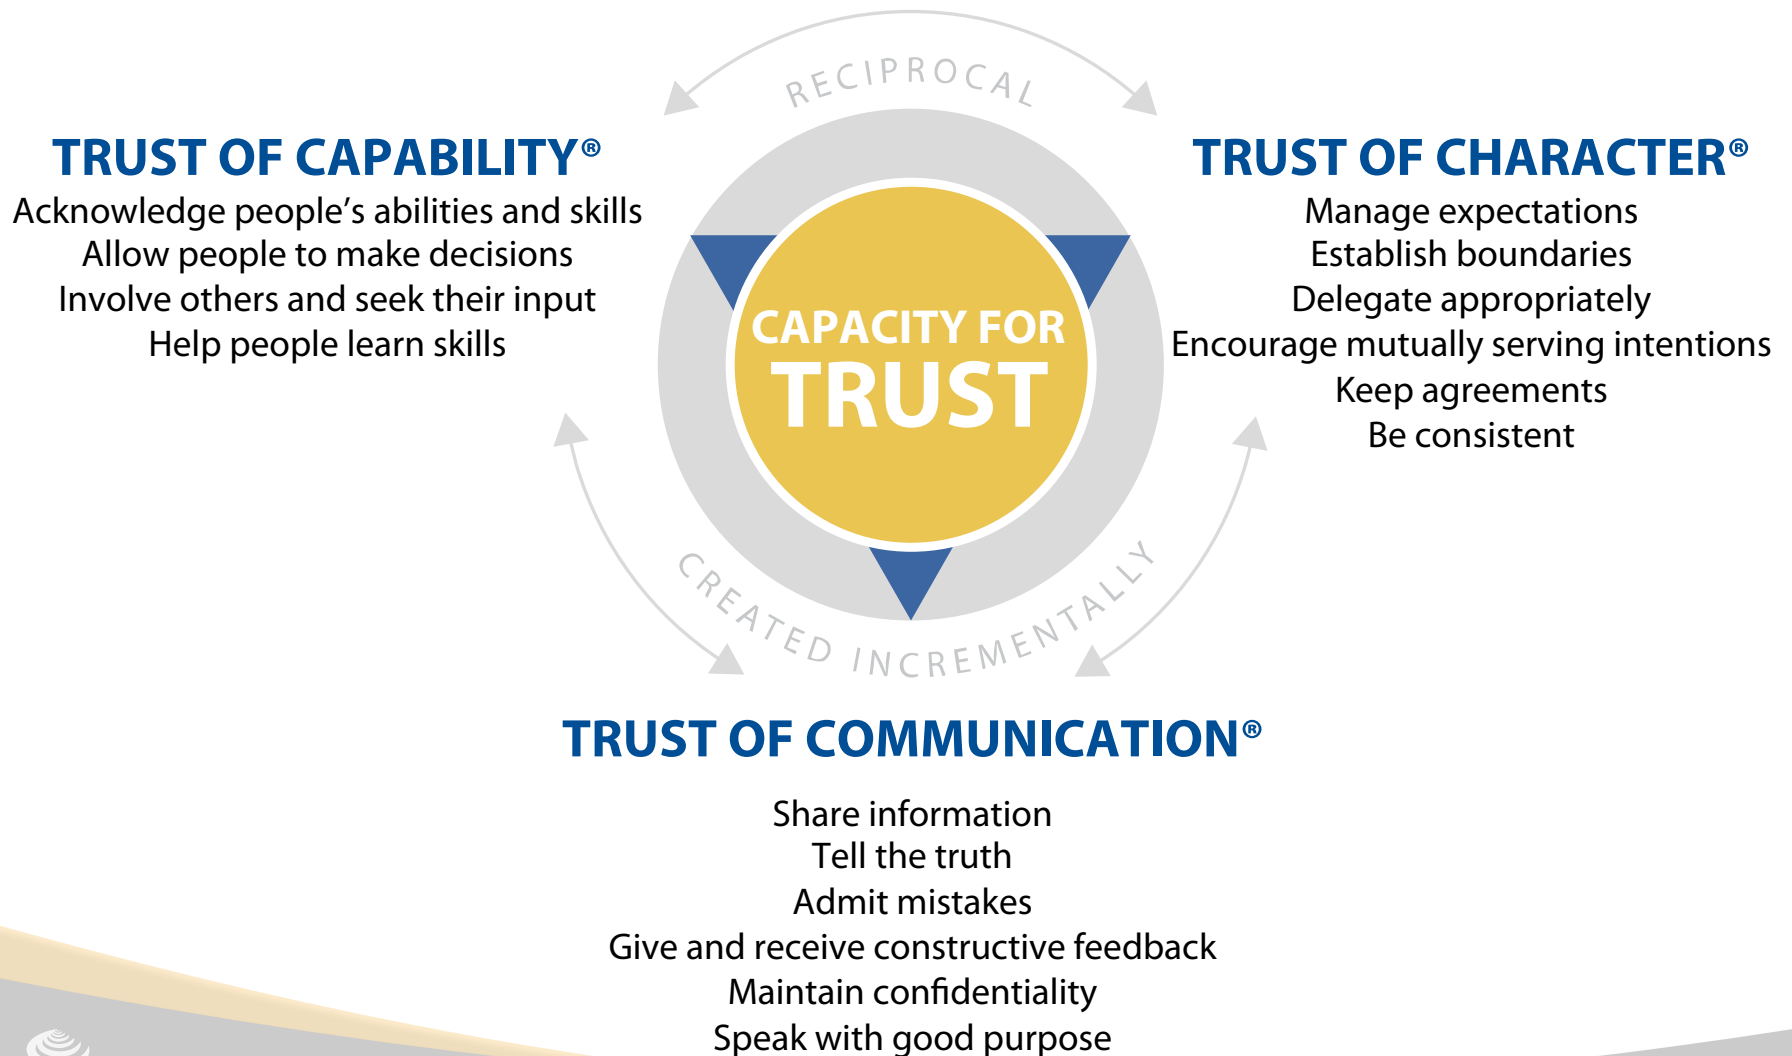 RECIPROCAL
TRUST OF CAPABILITY®
Acknowledge people’s abilities and skills
Allow people to make decisions
Involve others and seek their input
Help people learn skills
TRUST OF CHARACTER®
Manage expectations
Establish boundaries
Delegate appropriately
Encourage mutually serving intentions
Keep agreements
Be consistent
CAPACITY FOR
TRUST
CREATED INCREMENTALLY
TRUST OF COMMUNICATION®
Share information
Tell the truth
Admit mistakes
Give and receive constructive feedback
Maintain confidentiality
Speak with good purpose